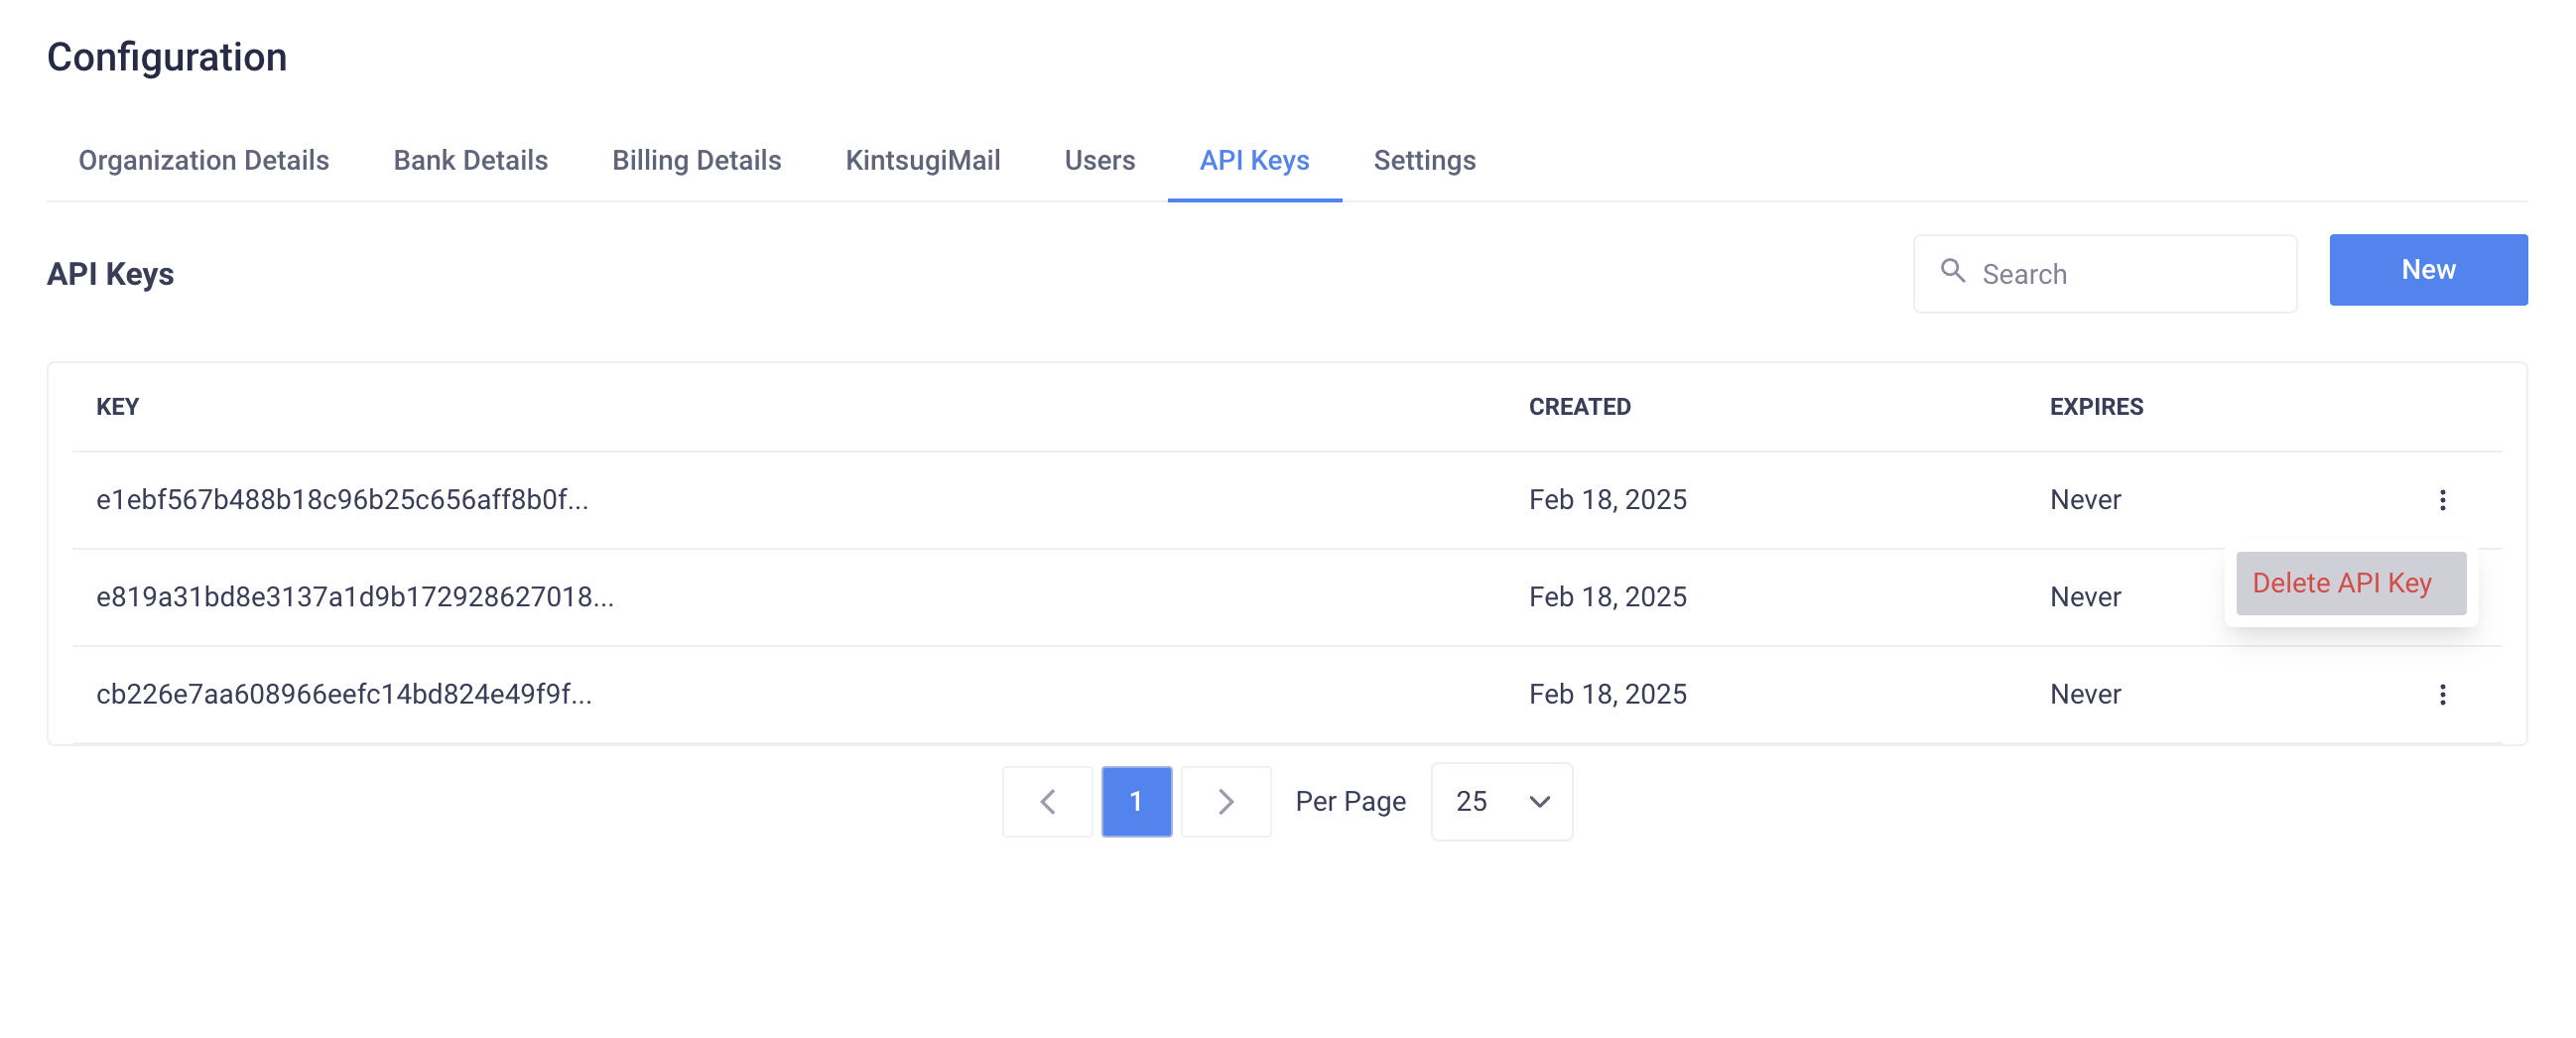 Configuration
Organization Details Bank Details Billing Details KintsugiMail Users API Keys Settings
API Keys Search New
KEY CREATED EXPIRES
e1ebf567b488b18c96b25c656aff8b0f... Feb 18, 2025 Never
e819a31bd8e3137a1d9b172928627018... Feb 18, 2025 Never Delete API Key
cb226e7aa608966eefc14bd824e49f9f... Feb 18, 2025 Never
1 Per Page 25